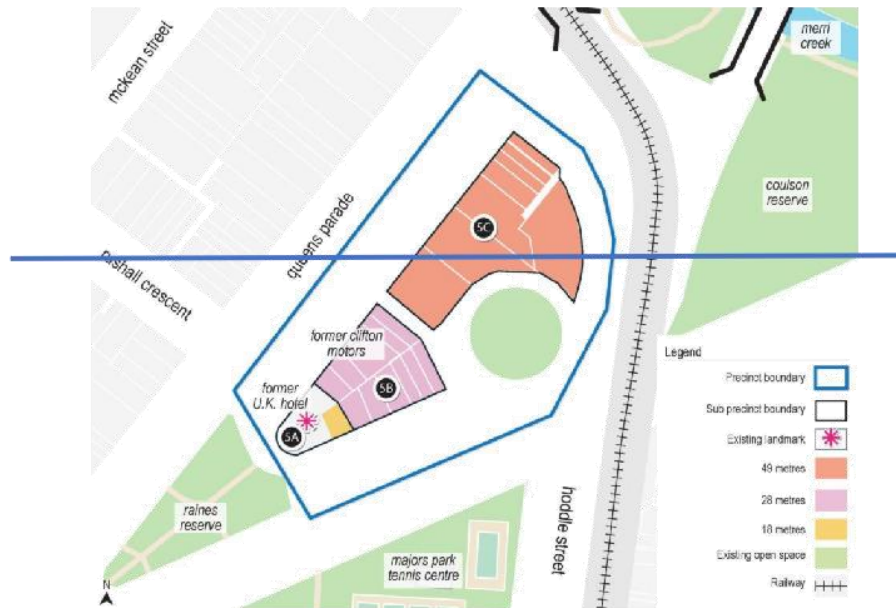 mckean street
merri
creek
coulson
reserve
queens parade
rushall crescent
5C
former clifton
motors
former
U.K. hotel
5B
5A
raines
reserve
N
majors park
tennis centre
hoddle street
Legend
Precinct boundary
Sub precinct boundary
Existing landmark
49 metres
28 metres
18 metres
Existing open space
Railway